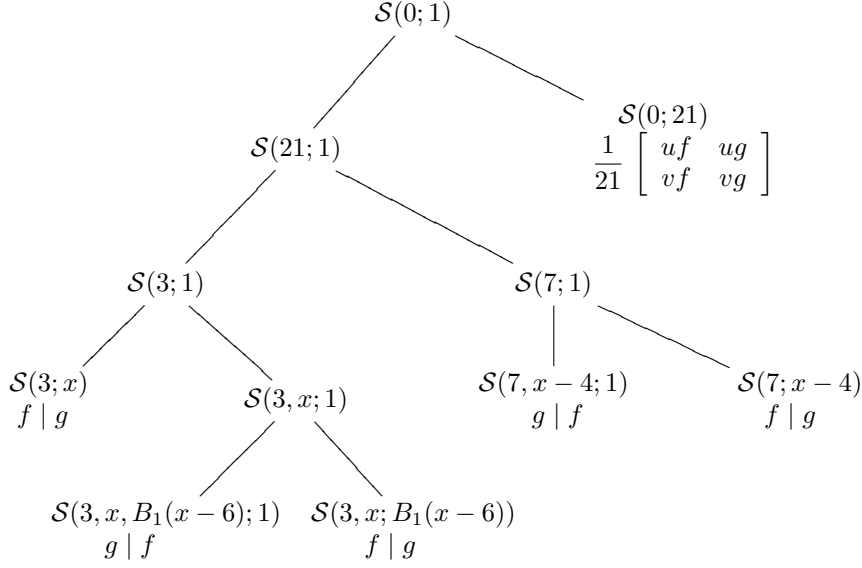 𝒮(0; 1)
𝒮(0; 21)
𝒮(21; 1)
1/21 [ uf ug
vf vg ]
𝒮(3; 1)
𝒮(7; 1)
𝒮(3; x)
f | g
𝒮(3, x; 1)
𝒮(7, x − 4; 1)
g | f
𝒮(7; x − 4)
f | g
𝒮(3, x, B₁(x − 6); 1)
g | f
𝒮(3, x; B₁(x − 6))
f | g